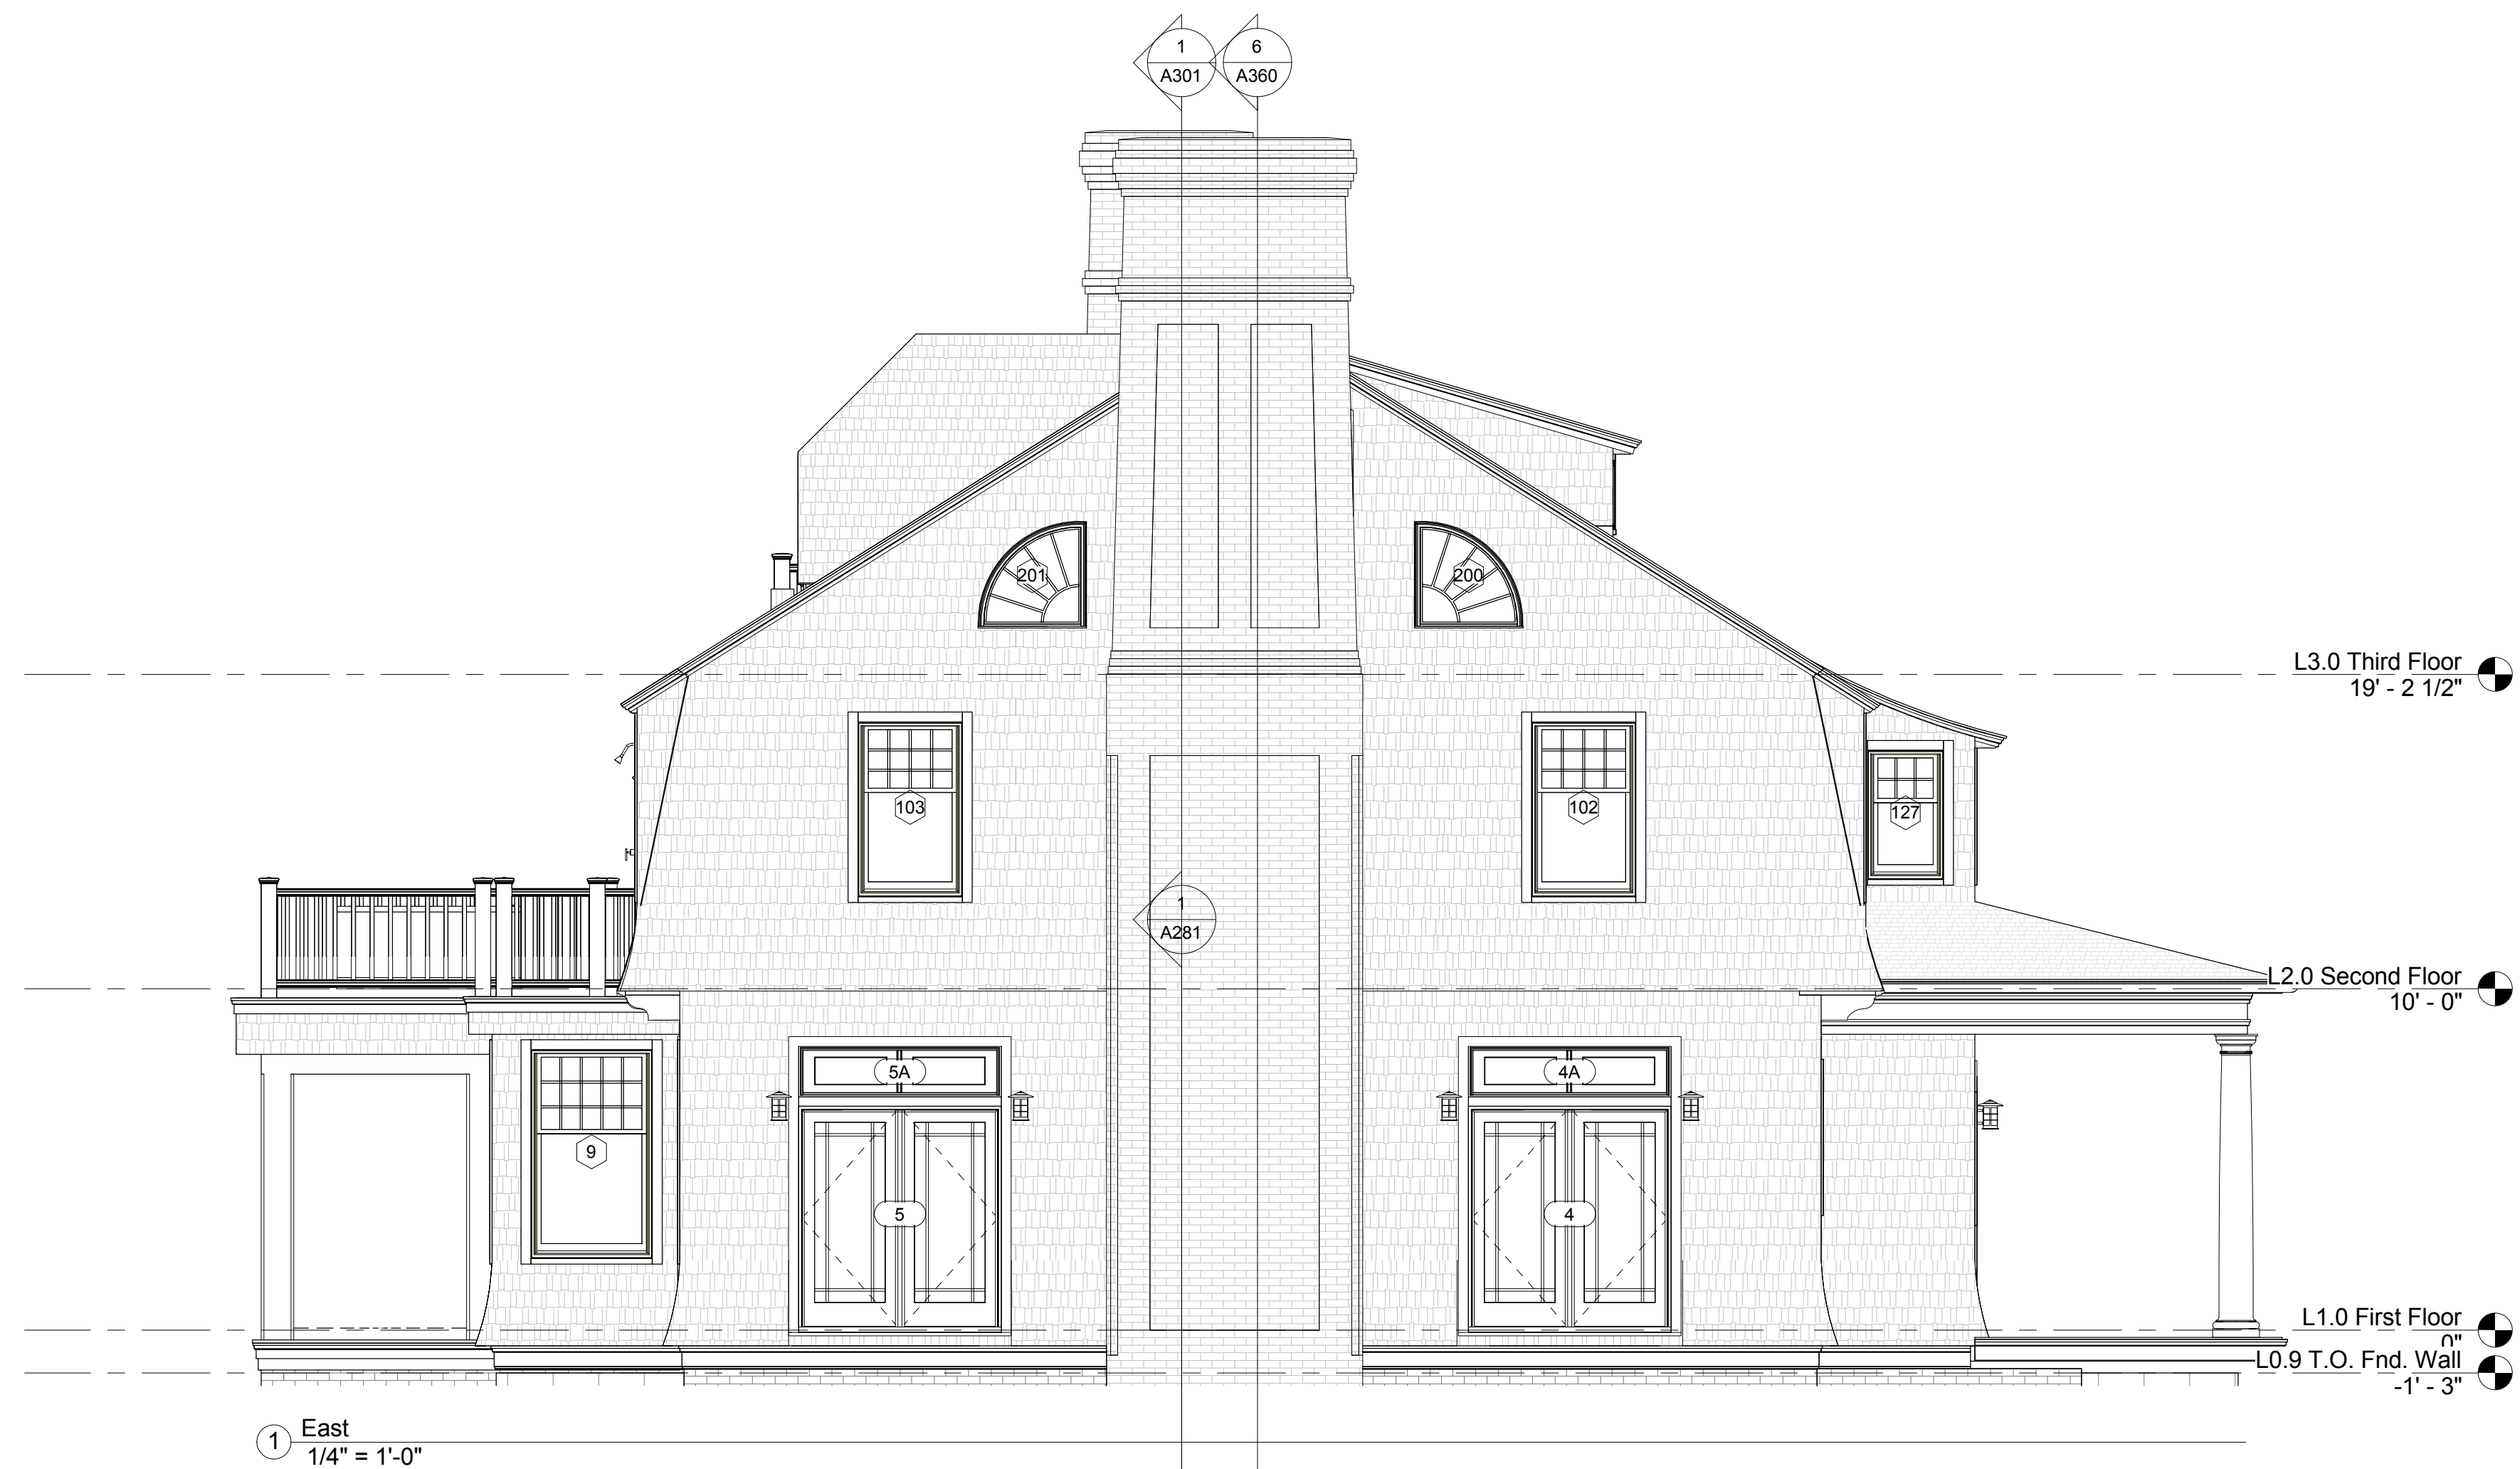 1
A301
6
A360
201
200
L3.0 Third Floor
19' - 2 1/2"
103
102
127
1
A281
L2.0 Second Floor
10' - 0"
5A
4A
9
5
4
L1.0 First Floor
0"
L0.9 T.O. Fnd. Wall
-1' - 3"
1
East
1/4" = 1'-0"